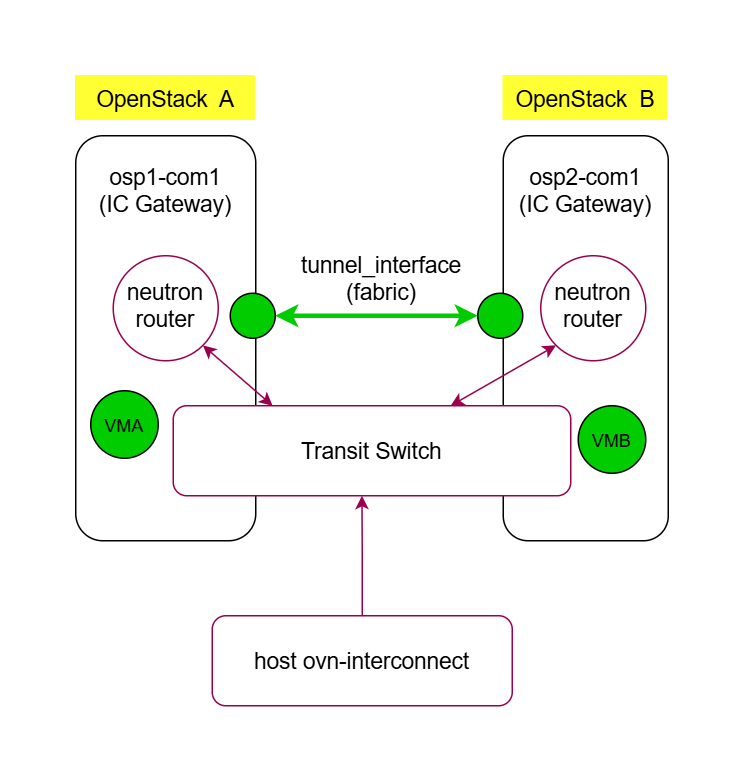 OpenStack  A
OpenStack  B
osp1-com1
(IC Gateway)
osp2-com1
(IC Gateway)
tunnel_interface
(fabric)
neutron
router
neutron
router
VMA
Transit Switch
VMB
host ovn-interconnect